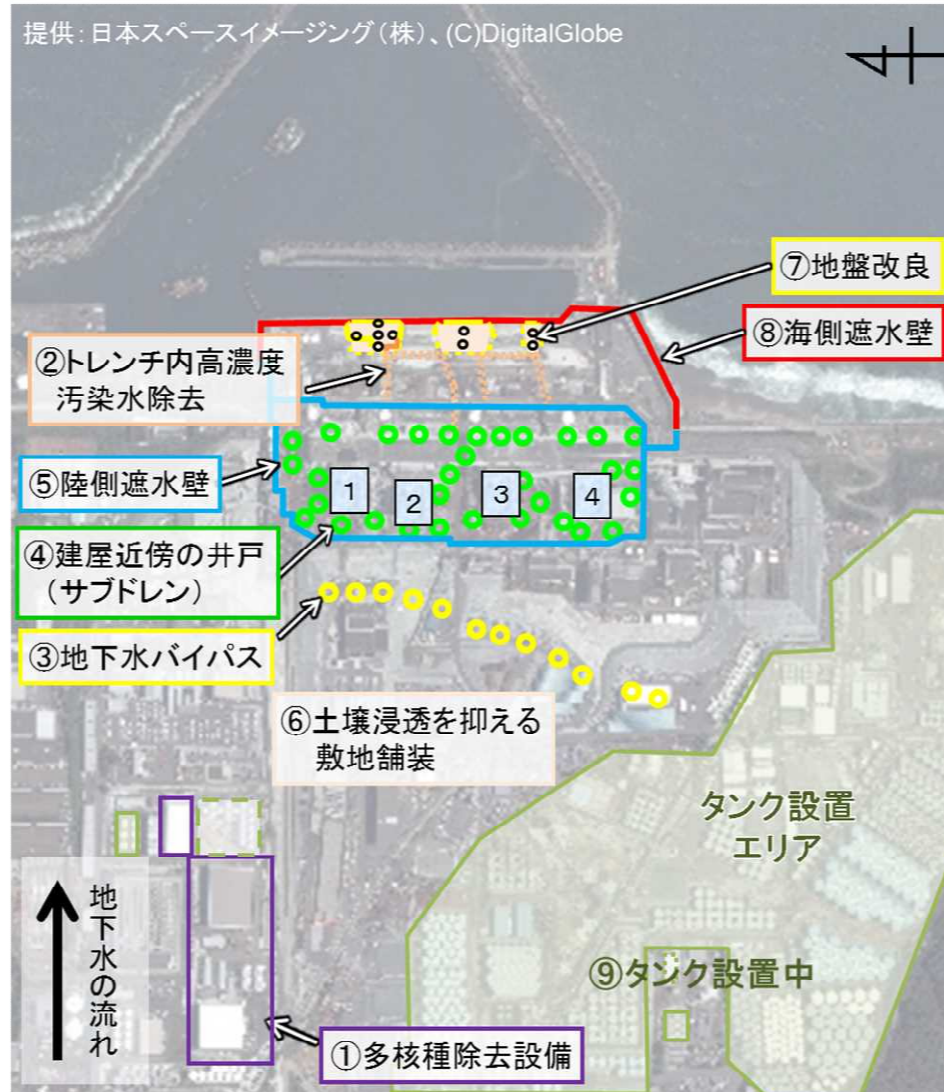 提供：日本スペースイメージング（株）、(C)DigitalGlobe
⑦地盤改良
⑧海側遮水壁
②トレンチ内高濃度
汚染水除去
⑤陸側遮水壁
1
2
3
4
④建屋近傍の井戸
（サブドレン）
③地下水バイパス
⑥土壌浸透を抑える
敷地舗装
タンク設置
エリア
地下水の流れ
⑨タンク設置中
①多核種除去設備